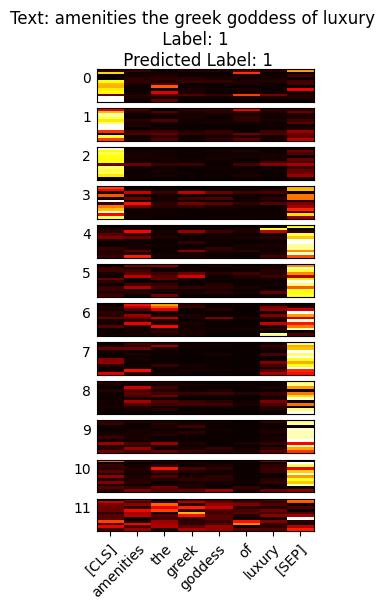 Text: amenities the greek goddess of luxury
Label: 1
Predicted Label: 1
0
1
2
3
4
5
6
7
8
9
10
11
[CLS]
amenities
the
greek
goddess
of
luxury
[SEP]